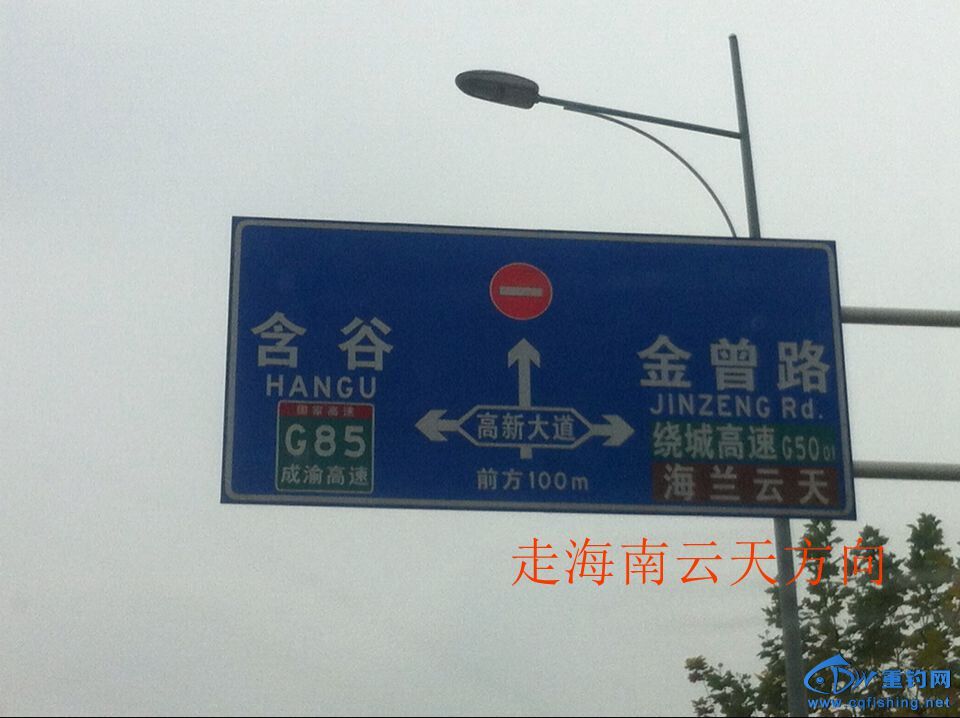 含谷
HANGU
国家高速
G85
成渝高速
高新大道
前方100m
金曾路
JINZENG Rd.
绕城高速 G5001
海兰云天
走海南云天方向
重钓网
www.cqfishing.net